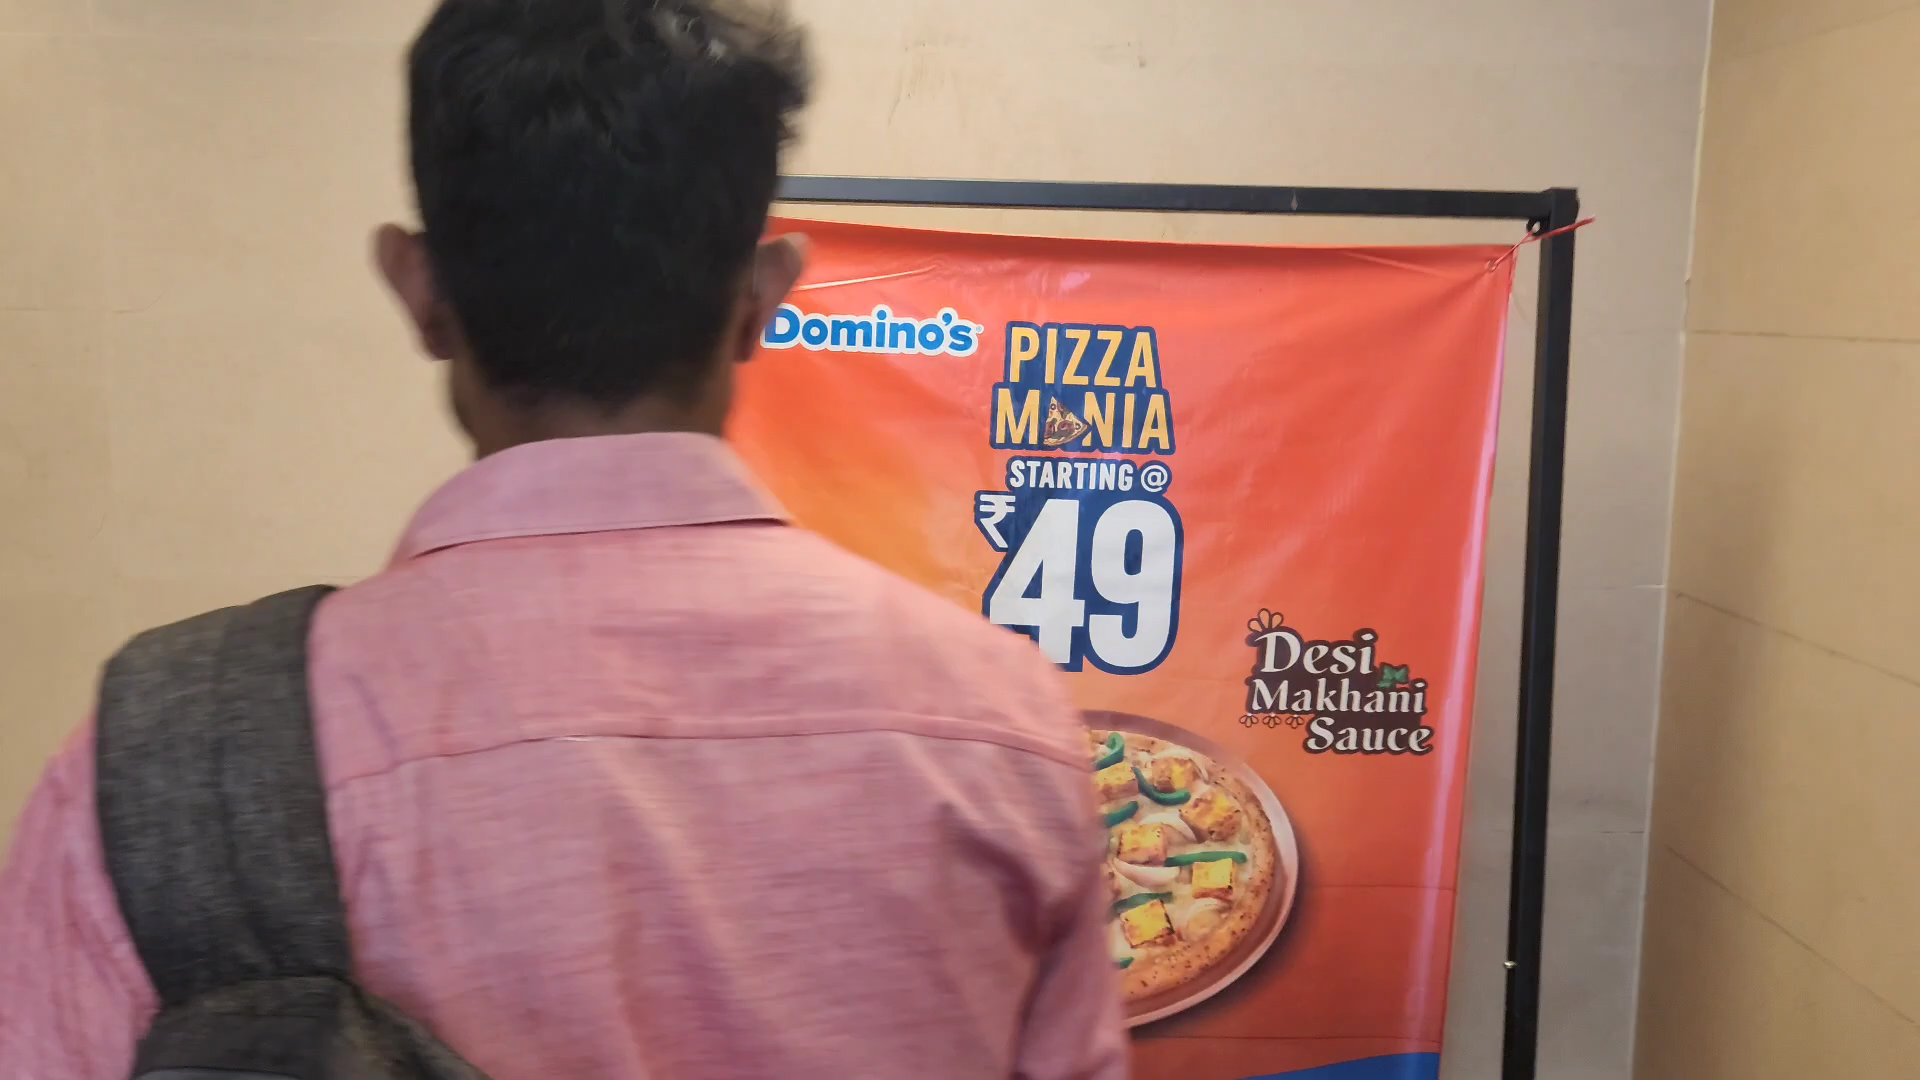 Domino's
PIZZA
MANIA
STARTING @
₹49
Desi
Makhani
Sauce